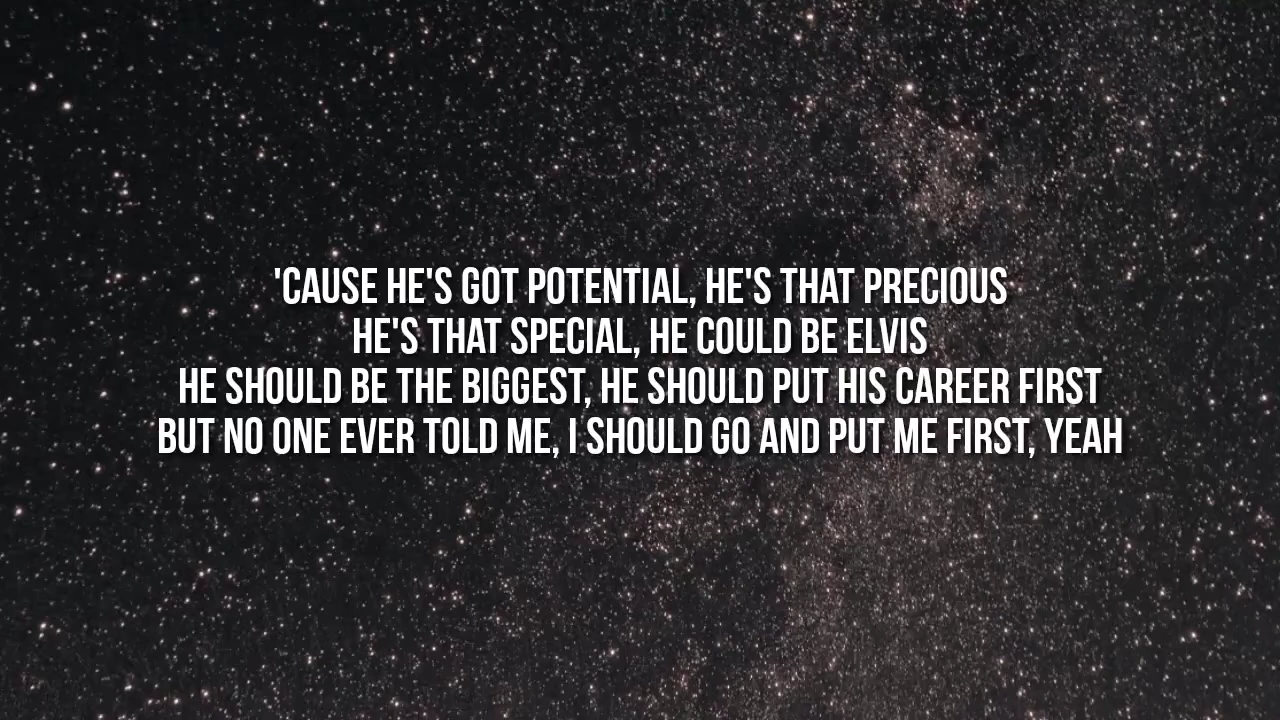 'CAUSE HE'S GOT POTENTIAL, HE'S THAT PRECIOUS
HE'S THAT SPECIAL, HE COULD BE ELVIS
HE SHOULD BE THE BIGGEST, HE SHOULD PUT HIS CAREER FIRST
BUT NO ONE EVER TOLD ME, I SHOULD GO AND PUT ME FIRST, YEAH